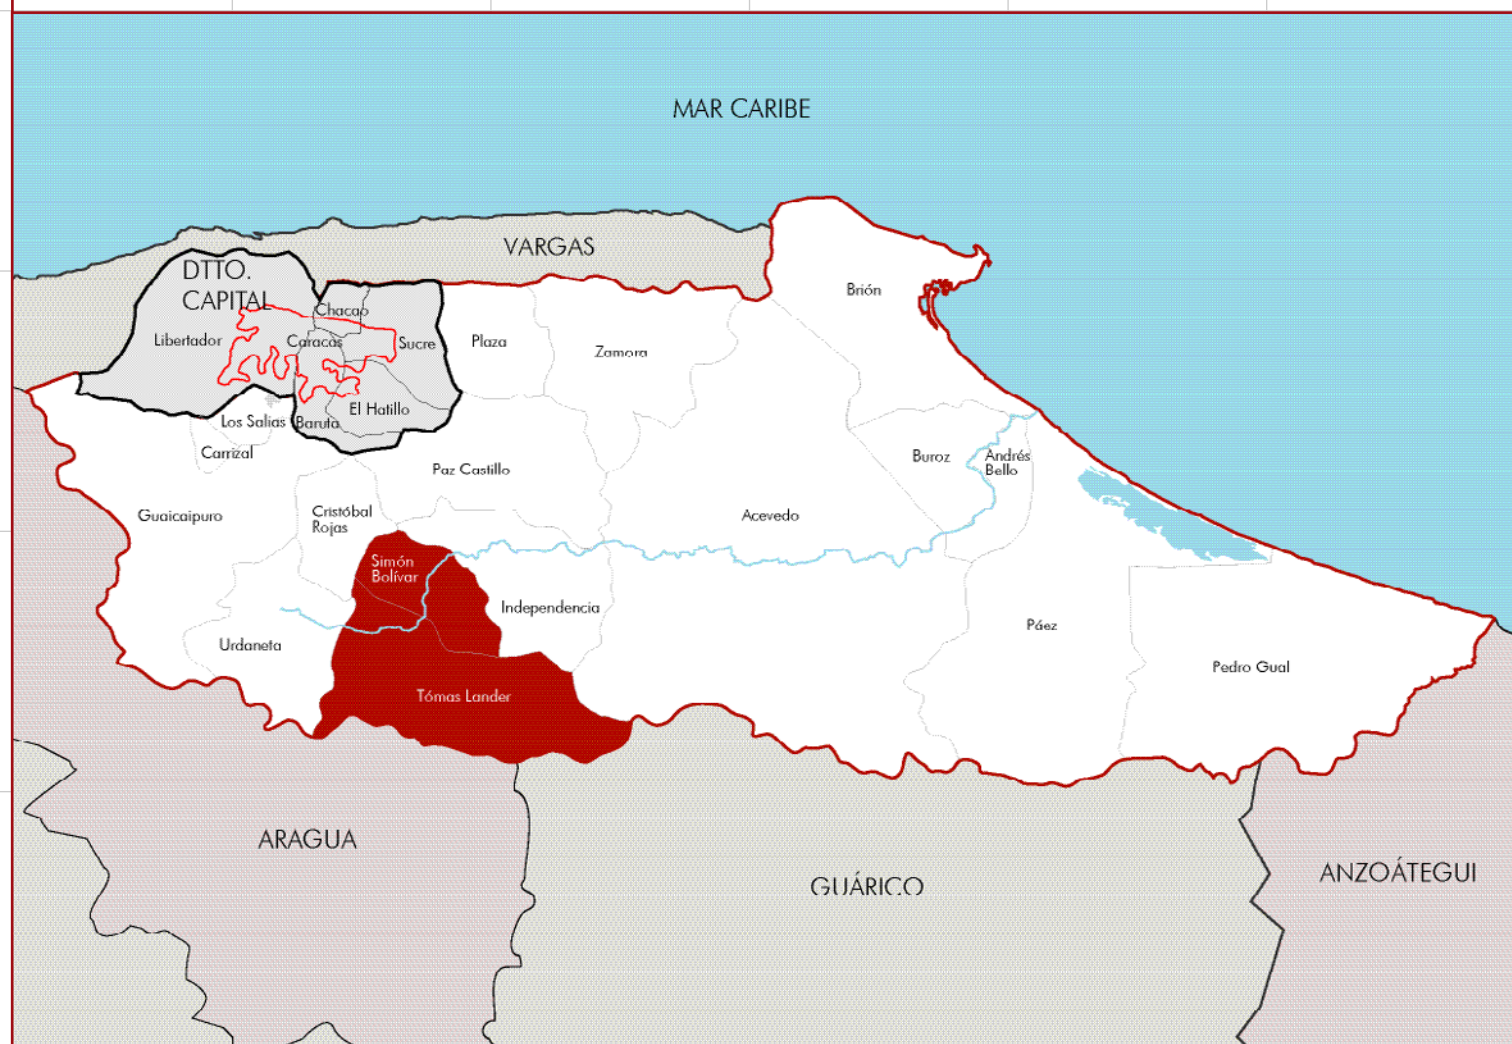 MAR CARIBE
VARGAS
DTTO.
CAPITAL
Brión
Chacao
Libertador
Caracas
Sucre
Plaza
Zamora
El Hatillo
Los Salias
Baruta
Carrizal
Paz Castillo
Buroz
Andrés
Bello
Guaicaipuro
Cristóbal
Rojas
Acevedo
Simón
Bolívar
Independencia
Páez
Urdaneta
Pedro Gual
Tómas Lander
ARAGUA
GUÁRICO
ANZOÁTEGUI